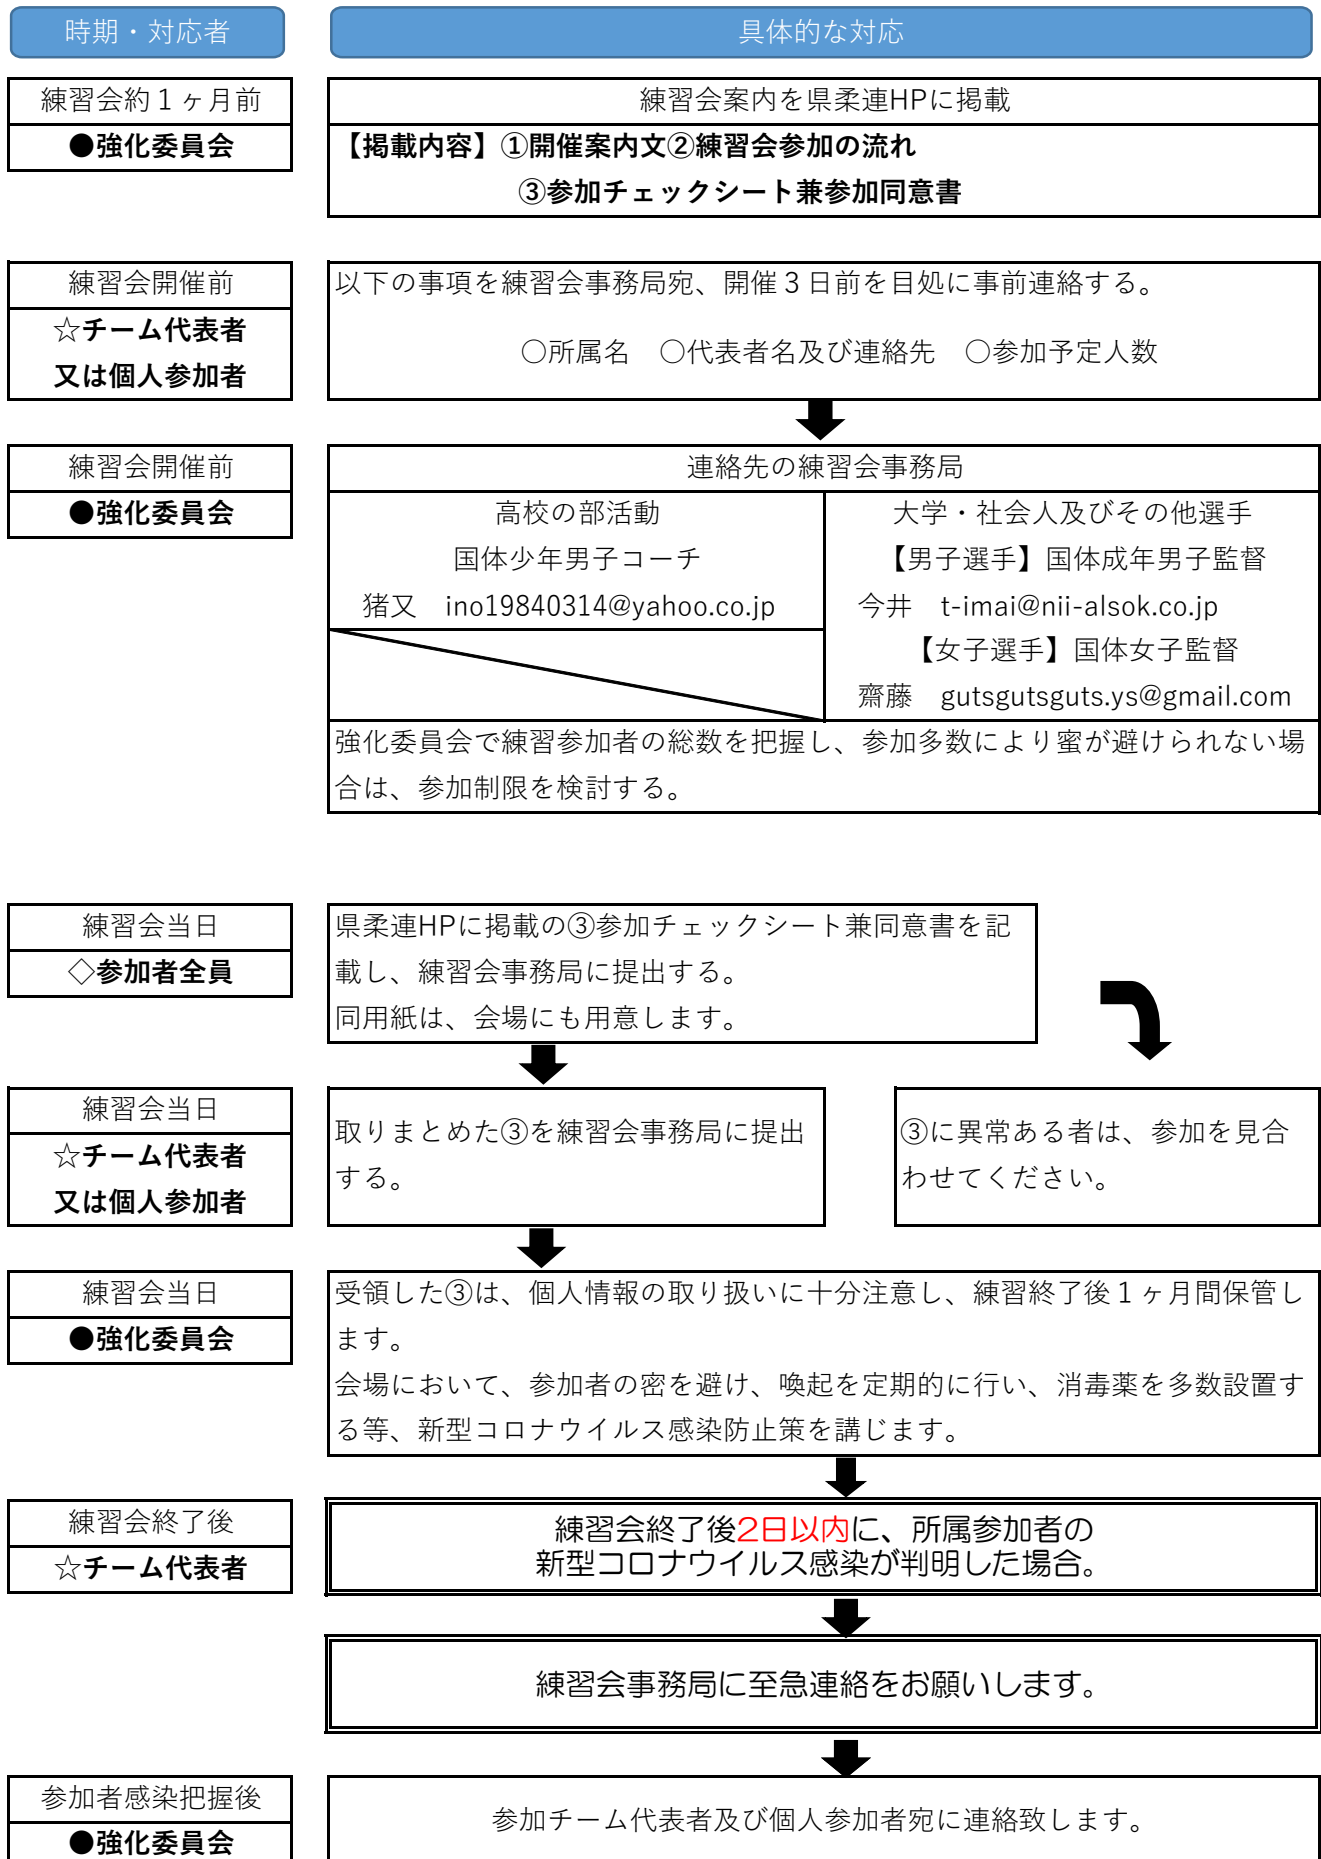 時期・対応者
具体的な対応
練習会約１ヶ月前
●強化委員会
練習会案内を県柔連HPに掲載
【掲載内容】①開催案内文②練習会参加の流れ
③参加チェックシート兼参加同意書
練習会開催前
☆チーム代表者
又は個人参加者
以下の事項を練習会事務局宛、開催３日前を目処に事前連絡する。
○所属名　○代表者名及び連絡先　○参加予定人数
練習会開催前
●強化委員会
連絡先の練習会事務局
高校の部活動
国体少年男子コーチ
猪又　ino19840314@yahoo.co.jp
大学・社会人及びその他選手
【男子選手】国体成年男子監督
今井　t-imai@nii-alsok.co.jp
【女子選手】国体女子監督
齋藤　gutsgutsguts.ys@gmail.com
強化委員会で練習参加者の総数を把握し、参加多数により蜜が避けられない場
合は、参加制限を検討する。
練習会当日
◇参加者全員
県柔連HPに掲載の③参加チェックシート兼同意書を記
載し、練習会事務局に提出する。
同用紙は、会場にも用意します。
練習会当日
☆チーム代表者
又は個人参加者
取りまとめた③を練習会事務局に提出
する。
③に異常ある者は、参加を見合
わせてください。
練習会当日
●強化委員会
受領した③は、個人情報の取り扱いに十分注意し、練習終了後１ヶ月間保管し
ます。
会場において、参加者の密を避け、喚起を定期的に行い、消毒薬を多数設置す
る等、新型コロナウイルス感染防止策を講じます。
練習会終了後
☆チーム代表者
練習会終了後2日以内に、所属参加者の
新型コロナウイルス感染が判明した場合。
練習会事務局に至急連絡をお願いします。
参加者感染把握後
●強化委員会
参加チーム代表者及び個人参加者宛に連絡致します。